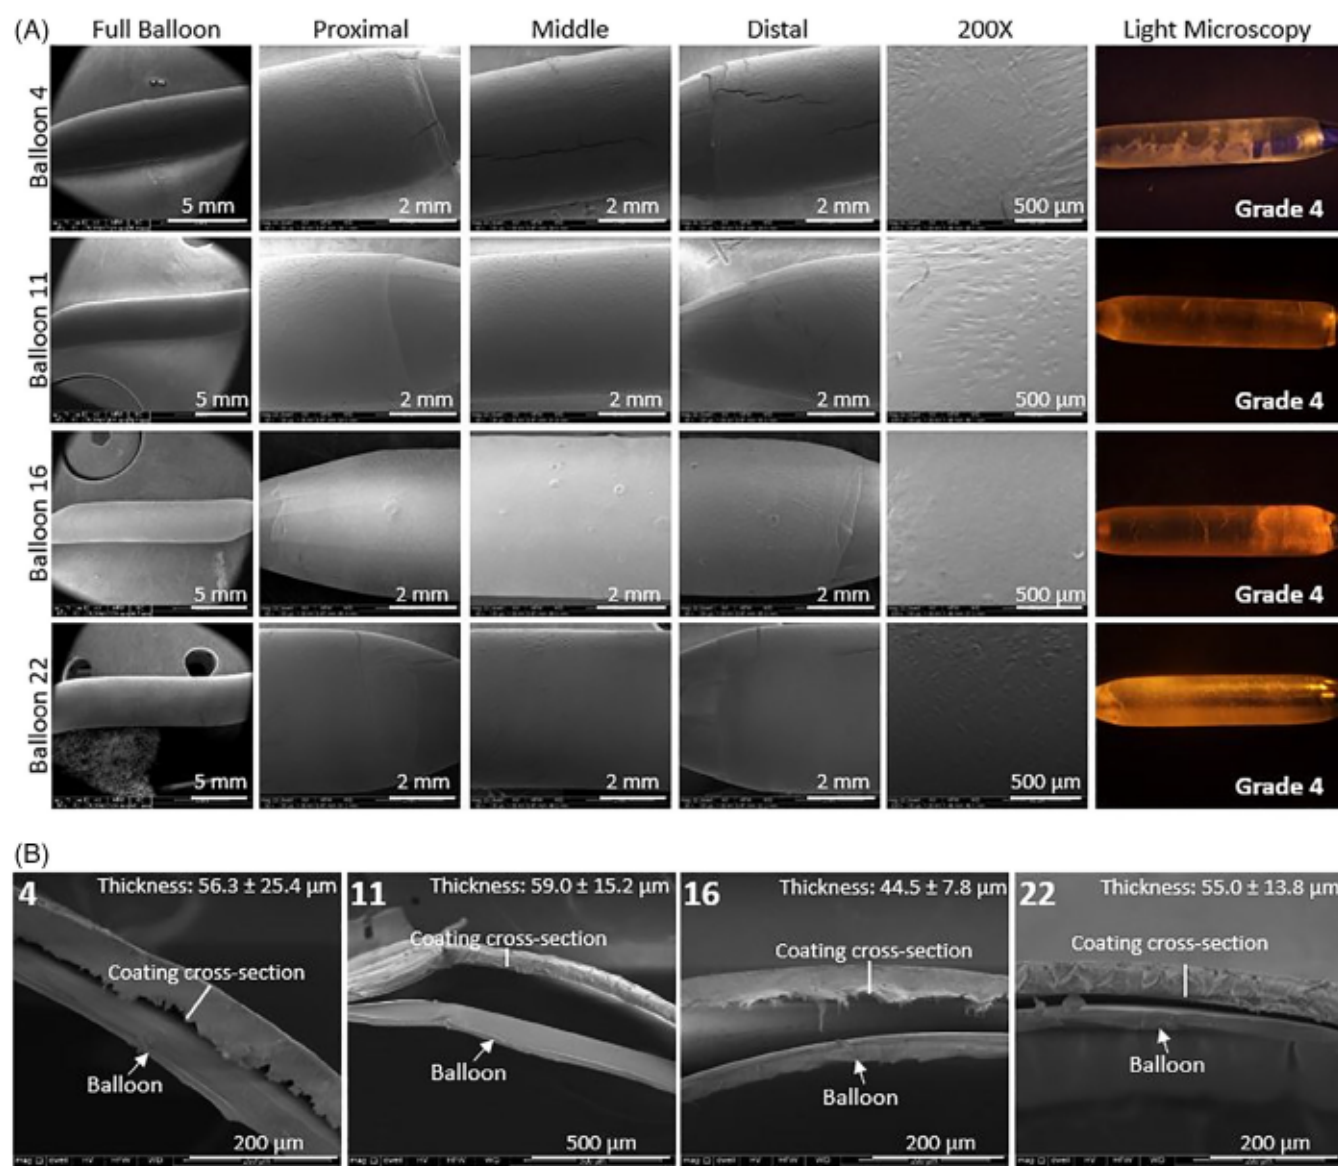 (A) Full Balloon Proximal Middle Distal 200X Light Microscopy
Balloon 4
5 mm 2 mm 2 mm 2 mm 500 µm Grade 4
Balloon 11
5 mm 2 mm 2 mm 2 mm 500 µm Grade 4
Balloon 16
5 mm 2 mm 2 mm 2 mm 500 µm Grade 4
Balloon 22
5 mm 2 mm 2 mm 2 mm 500 µm Grade 4
(B)
4 Thickness: 56.3 ± 25.4 µm
Coating cross-section
Balloon
200 µm
11 Thickness: 59.0 ± 15.2 µm
Coating cross-section
Balloon
500 µm
16 Thickness: 44.5 ± 7.8 µm
Coating cross-section
Balloon
200 µm
22 Thickness: 55.0 ± 13.8 µm
Coating cross-section
Balloon
200 µm